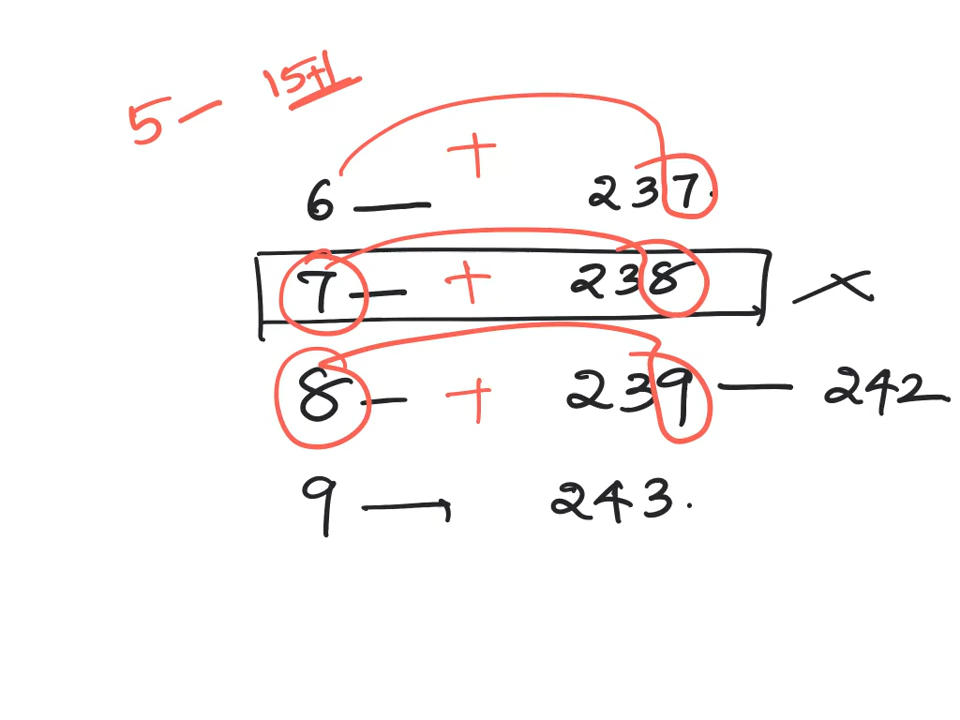 5 — 15+1
6 — + 237.
7 — + 238 ×
8 — + 239 — 242
9 — 243.